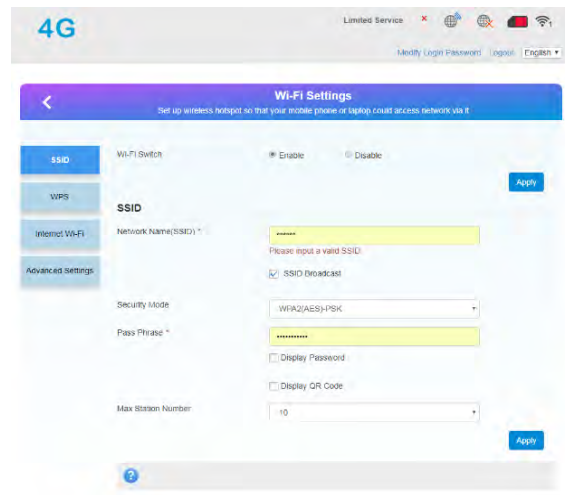 4G
Limited Service
1
Modify Login Password Logout English
Wi-Fi Settings
Set up wireless hotspot so that your mobile phone or laptop could access network via it
SSID
WPS
Internet Wi-Fi
Advanced Settings
Wi-Fi Switch
Enable Disable
Apply
SSID
Network Name(SSID) *
•••••••
Please input a valid SSID
SSID Broadcast
Security Mode
WPA2(AES)-PSK
Pass Phrase *
•••••••••••
Display Password
Display QR Code
Max Station Number
10
Apply
?